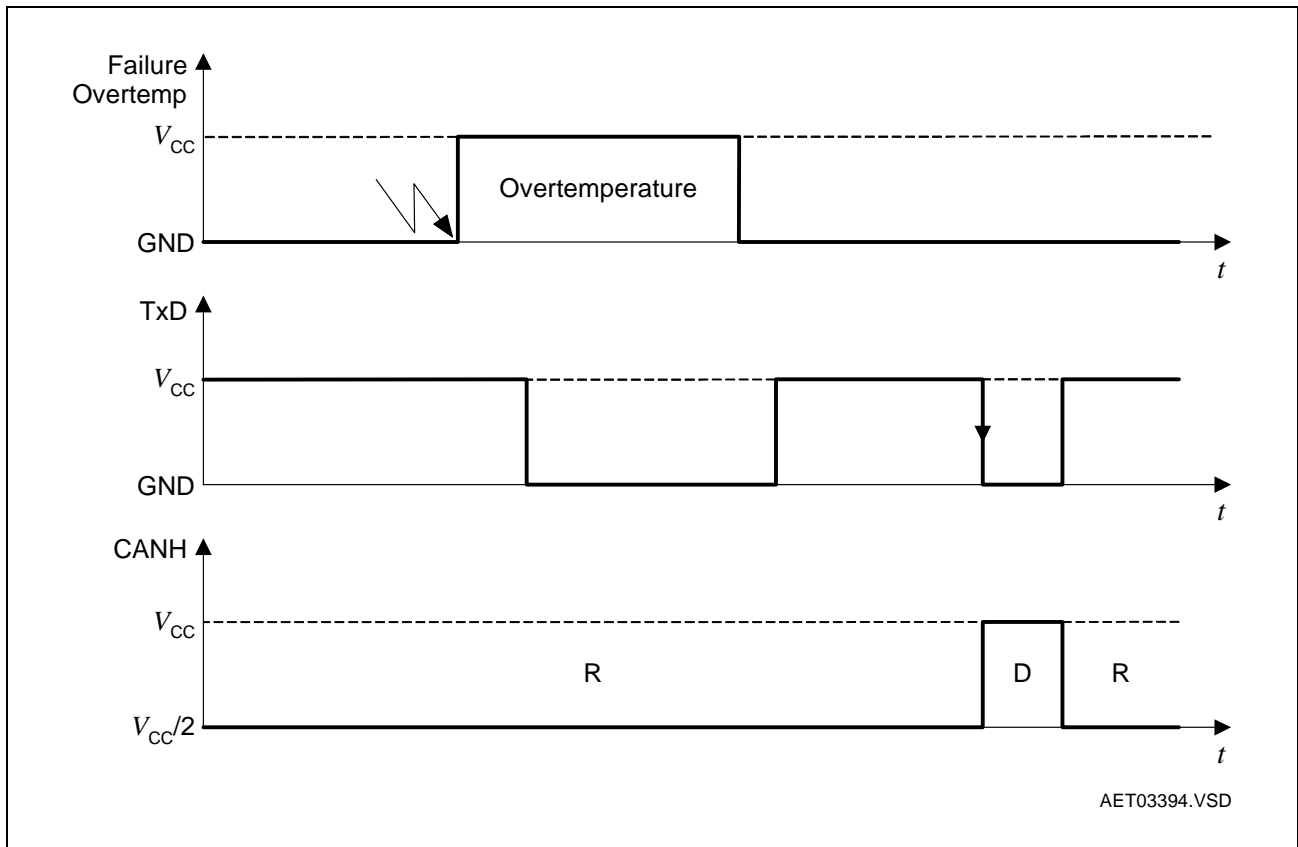 Failure
Overtemp
VCC
Overtemperature
GND
t
TxD
VCC
GND
t
CANH
VCC
R
D
R
VCC/2
t
AET03394.VSD